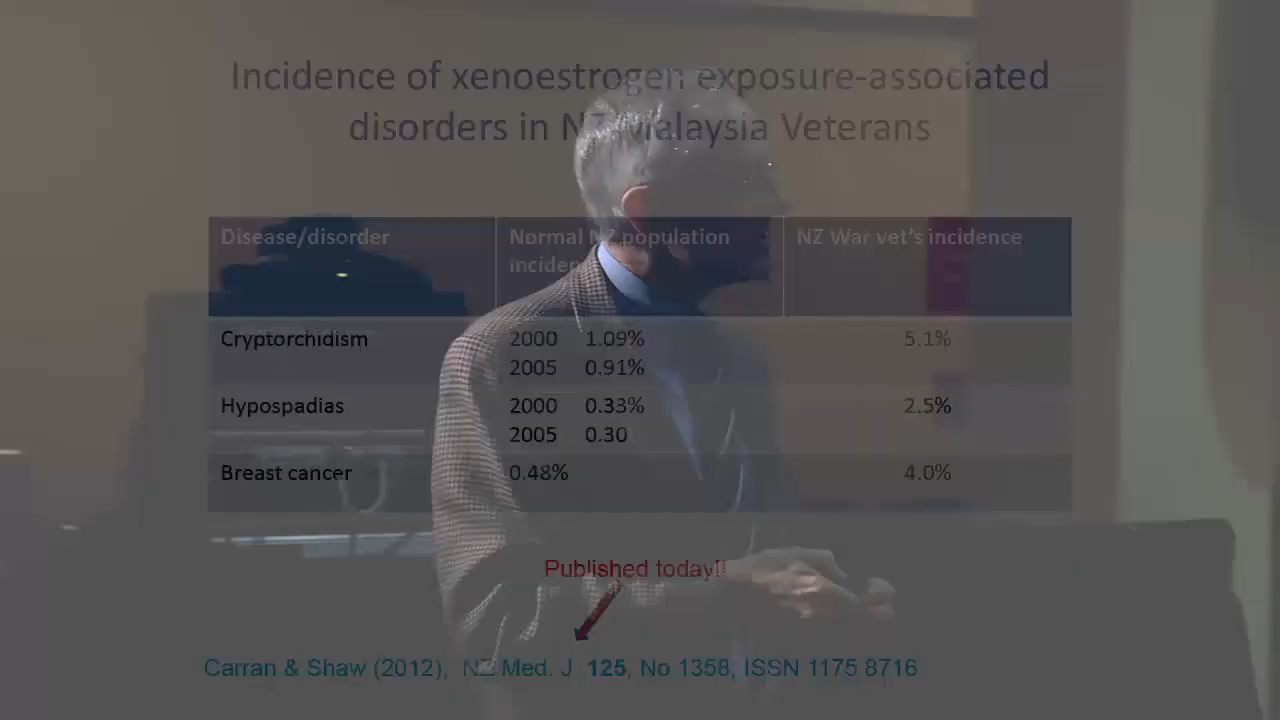 Incidence of xenoestrogen exposure-associated
disorders in NZ Malaysia Veterans
Disease/disorder
Normal NZ population
incidence
NZ War vet's incidence
Cryptorchidism
2000 1.09%
2005 0.91%
5.1%
Hypospadias
2000 0.33%
2005 0.30
2.5%
Breast cancer
0.48%
4.0%
Published today!!
Carran & Shaw (2012), NZ Med. J 125, No 1358; ISSN 1175 8716